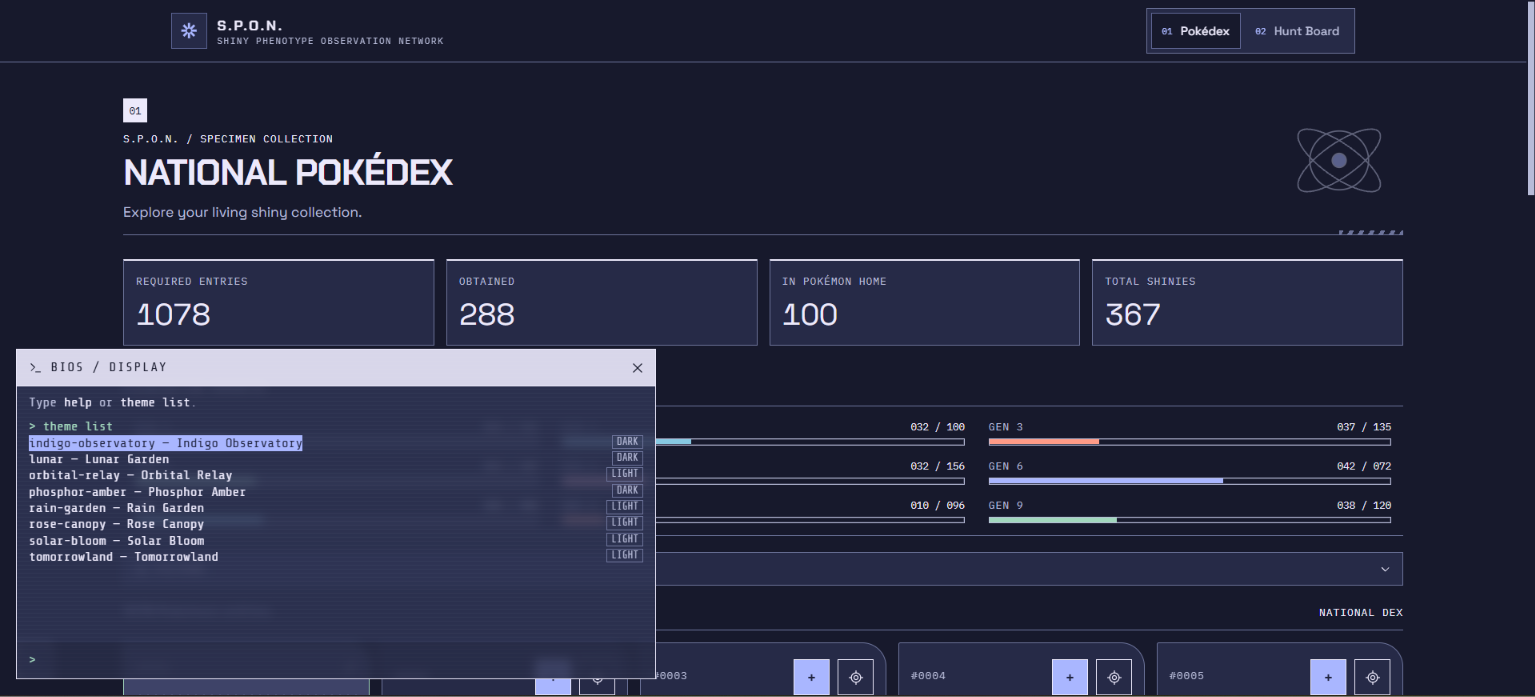 S.P.O.N.
SHINY PHENOTYPE OBSERVATION NETWORK
01 Pokédex
02 Hunt Board
01
S.P.O.N. / SPECIMEN COLLECTION
NATIONAL POKÉDEX
Explore your living shiny collection.
REQUIRED ENTRIES
1078
OBTAINED
288
IN POKÉMON HOME
100
TOTAL SHINIES
367
>_ BIOS / DISPLAY
Type help or theme list.
> theme list
indigo-observatory — Indigo Observatory DARK
lunar — Lunar Garden DARK
orbital-relay — Orbital Relay LIGHT
phosphor-amber — Phosphor Amber DARK
rain-garden — Rain Garden LIGHT
rose-canopy — Rose Canopy LIGHT
solar-bloom — Solar Bloom LIGHT
tomorrowland — Tomorrowland LIGHT
>
032 / 100
GEN 3 037 / 135
032 / 156
GEN 6 042 / 072
010 / 096
GEN 9 038 / 120
NATIONAL DEX
#0003 +
#0004 +
#0005 +